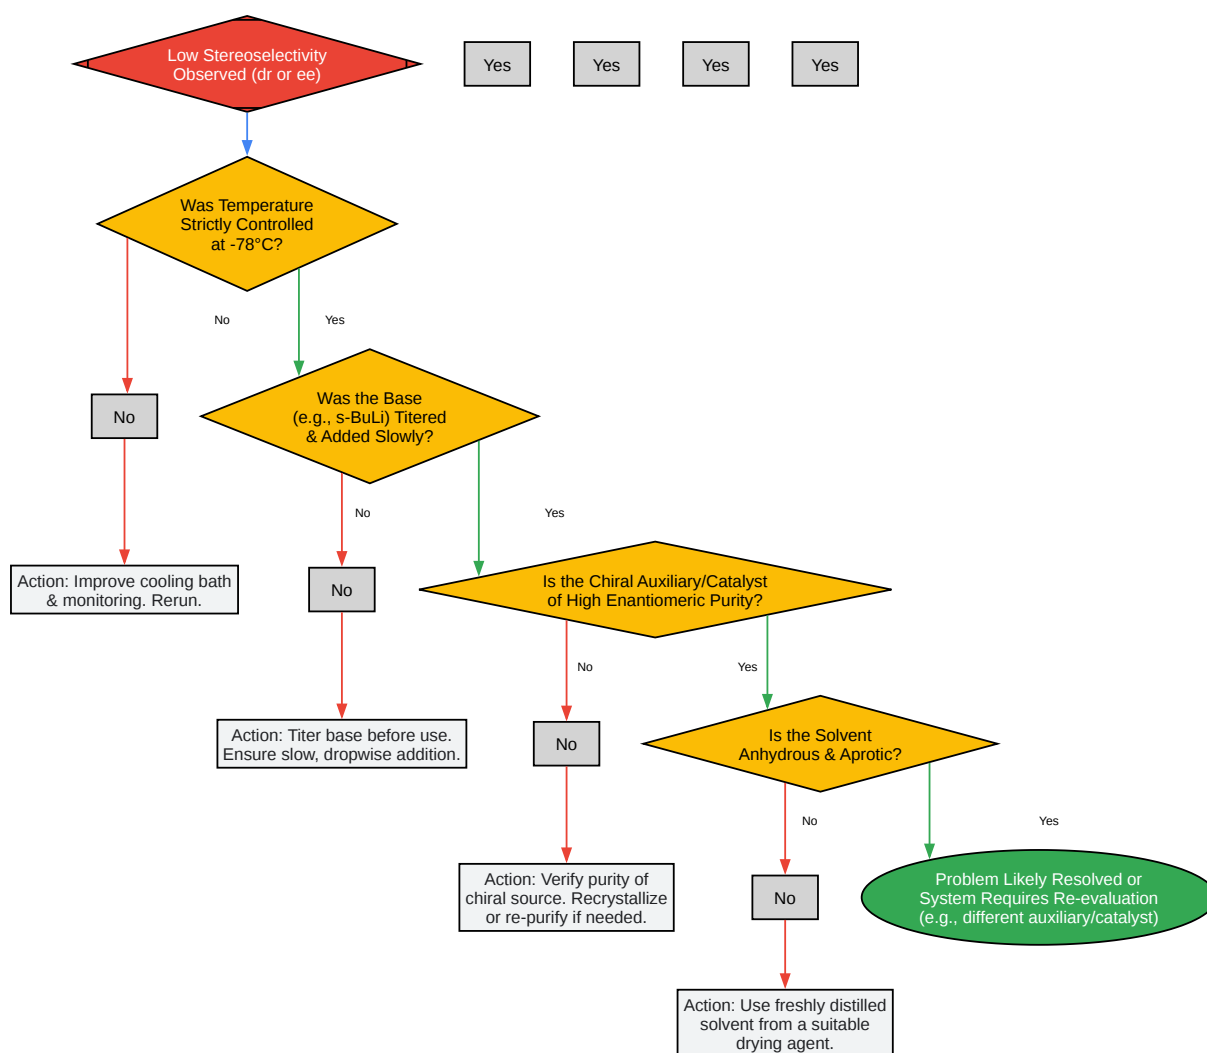 Low Stereoselectivity
Observed (dr or ee)
Yes
Yes
Yes
Yes
Was Temperature
Strictly Controlled
at -78°C?
No
Yes
No
Was the Base
(e.g., s-BuLi) Titered
& Added Slowly?
No
Yes
Action: Improve cooling bath
& monitoring. Rerun.
No
Is the Chiral Auxiliary/Catalyst
of High Enantiomeric Purity?
No
Yes
Action: Titer base before use.
Ensure slow, dropwise addition.
No
Is the Solvent
Anhydrous & Aprotic?
No
Yes
Action: Verify purity of
chiral source. Recrystallize
or re-purify if needed.
No
Problem Likely Resolved or
System Requires Re-evaluation
(e.g., different auxiliary/catalyst)
Action: Use freshly distilled
solvent from a suitable
drying agent.